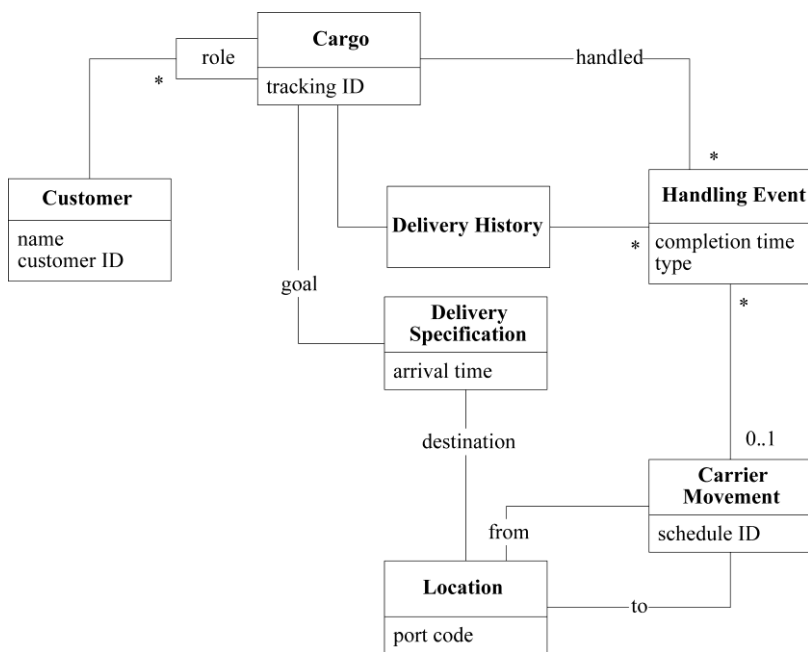 Cargo
role
tracking ID
handled
*
*
Customer
name
customer ID
Delivery History
*
Handling Event
completion time
type
*
goal
Delivery
Specification
arrival time
destination
0..1
Carrier
Movement
schedule ID
from
Location
port code
to